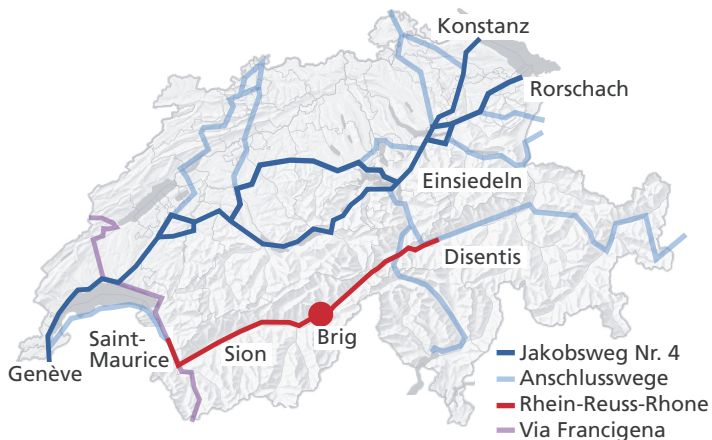 Konstanz
Rorschach
Einsiedeln
Disentis
Saint-
Maurice
Sion
Brig
Genève
Jakobsweg Nr. 4
Anschlusswege
Rhein-Reuss-Rhone
Via Francigena